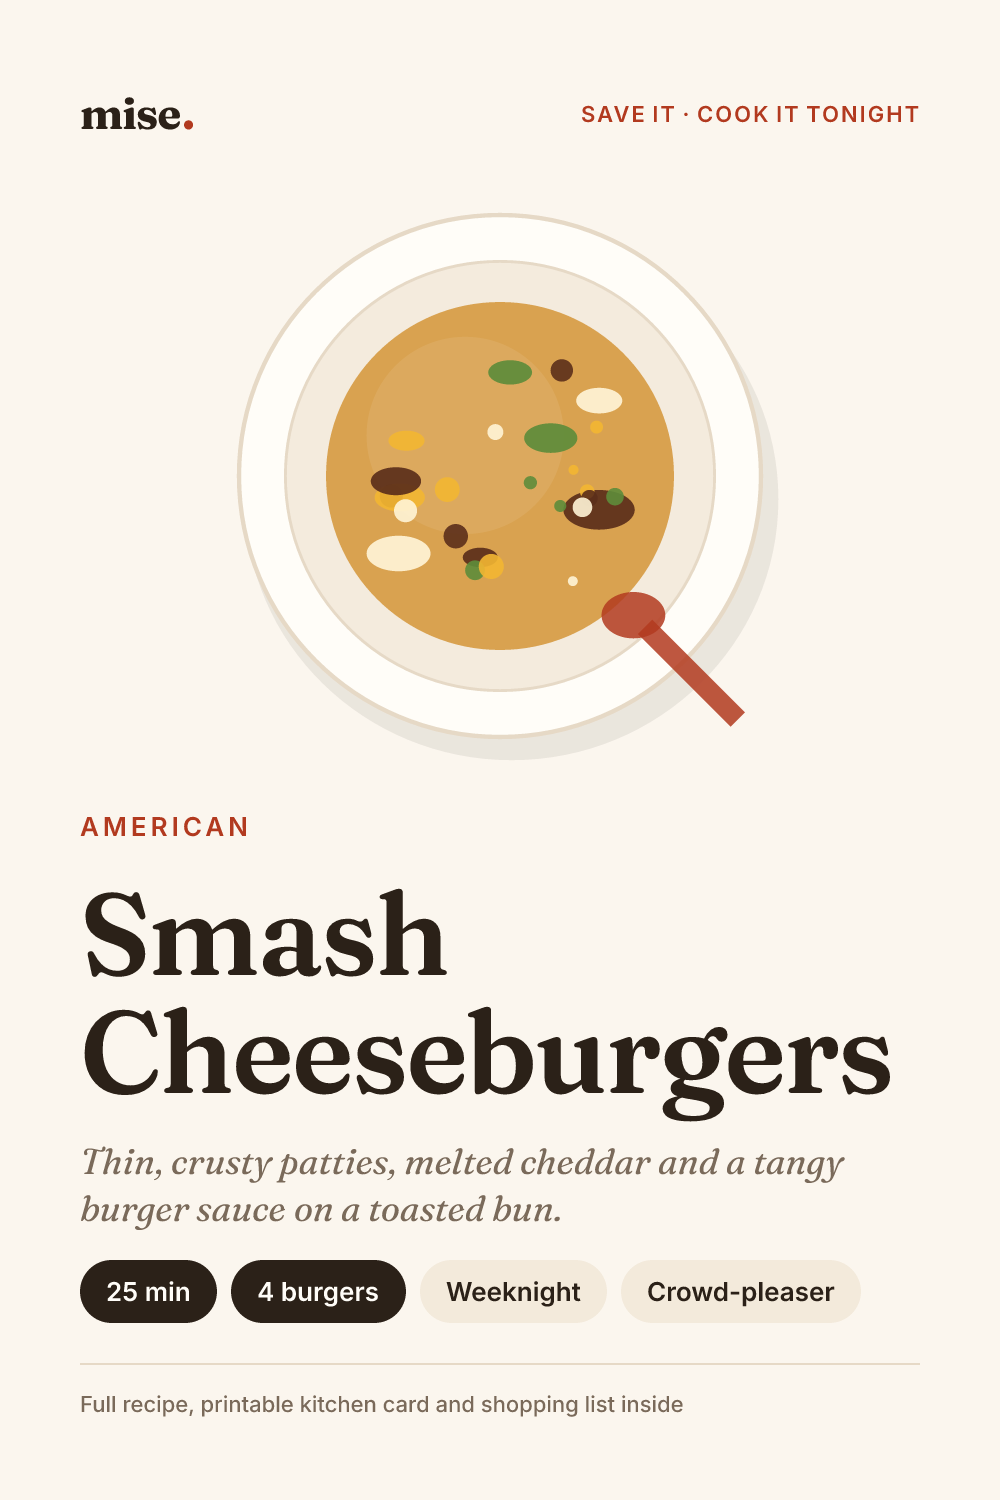 mise.
SAVE IT · COOK IT TONIGHT
AMERICAN
Smash
Cheeseburgers
Thin, crusty patties, melted cheddar and a tangy
burger sauce on a toasted bun.
25 min
4 burgers
Weeknight
Crowd-pleaser
Full recipe, printable kitchen card and shopping list inside